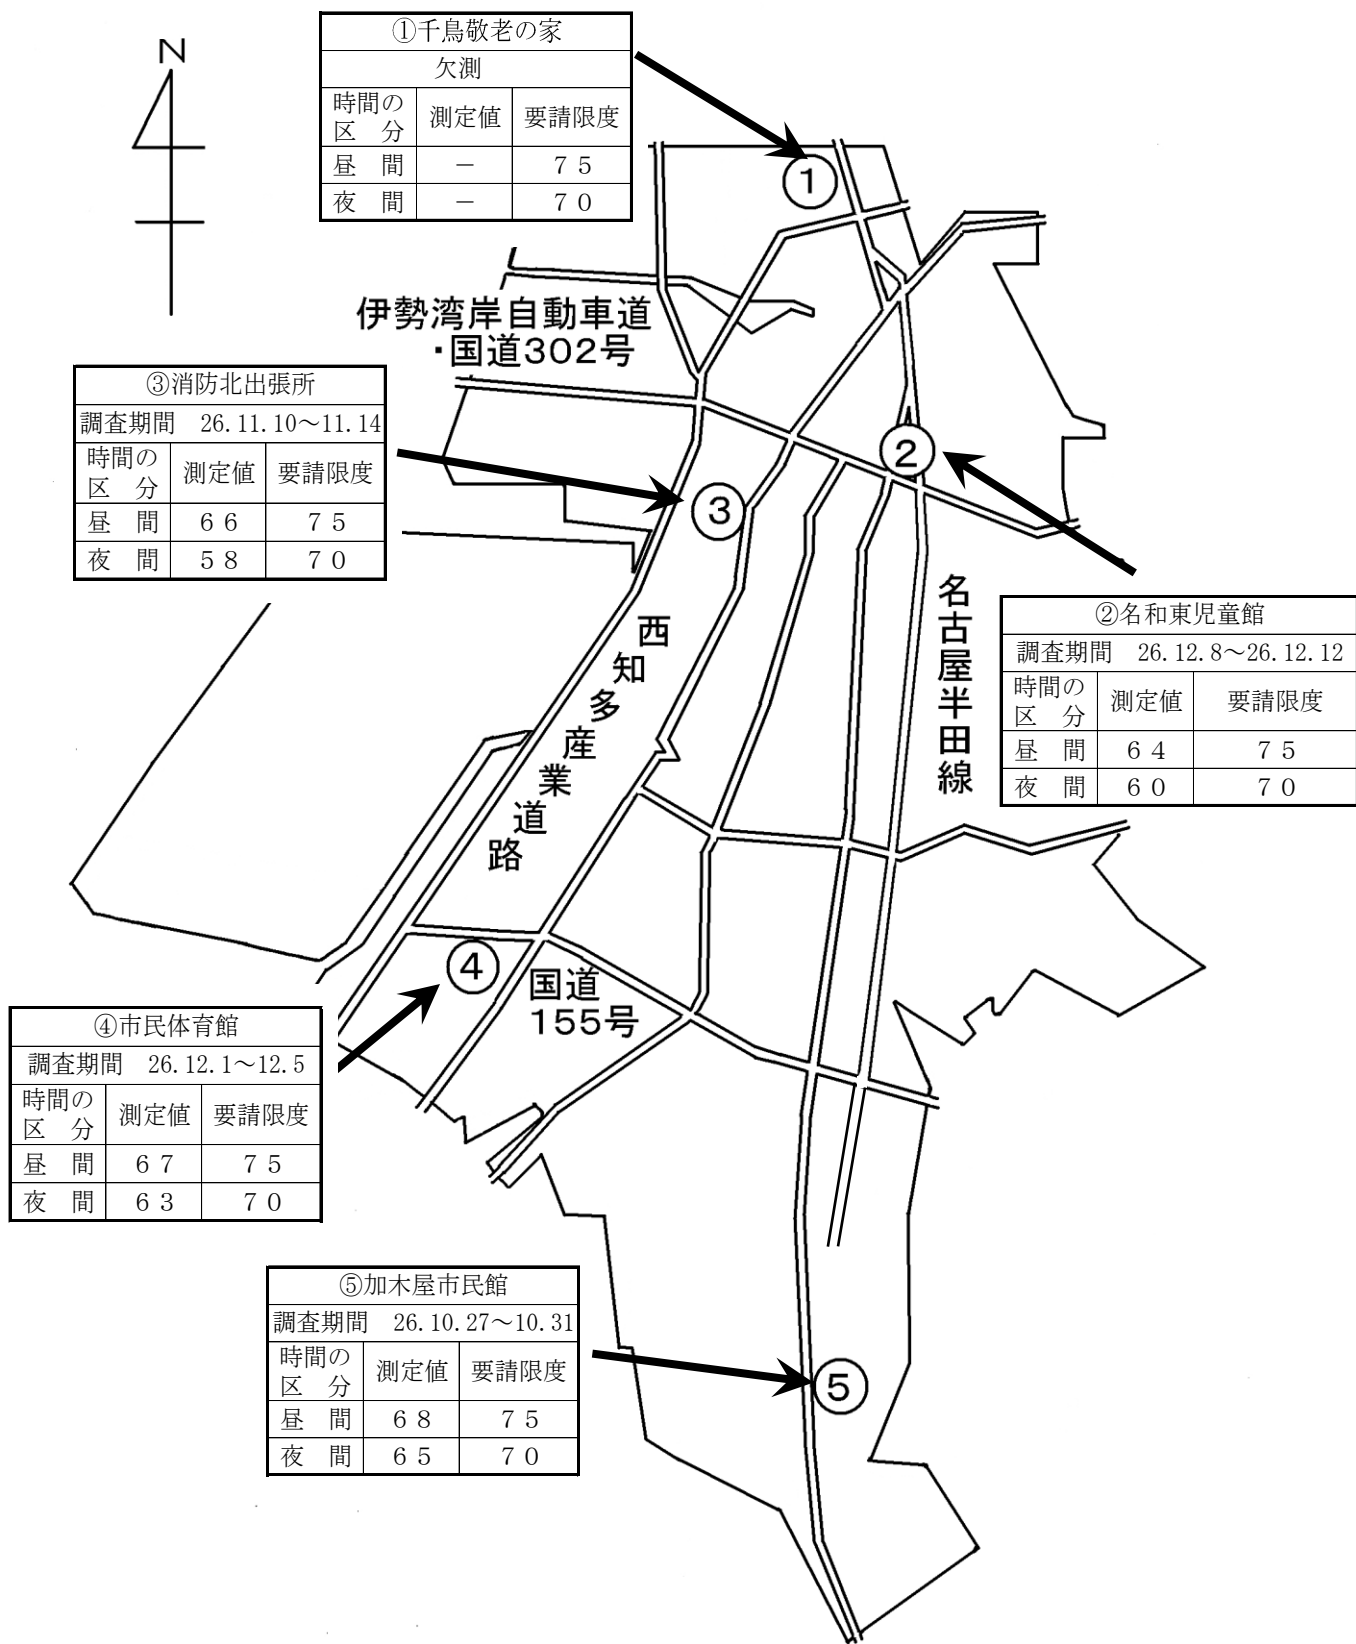 N
①千鳥敬老の家
欠測
時間の
区 分
測定値
要請限度
昼 間 － ７５
夜 間 － ７０
1
伊勢湾岸自動車道
・国道302号
③消防北出張所
調査期間 26.11.10～11.14
時間の
区 分
測定値
要請限度
昼 間 ６６ ７５
夜 間 ５８ ７０
2
3
名古屋半田線
②名和東児童館
調査期間 26.12.8～26.12.12
時間の
区 分
測定値
要請限度
昼 間 ６４ ７５
夜 間 ６０ ７０
西知多産業道路
4
国道
155号
④市民体育館
調査期間 26.12.1～12.5
時間の
区 分
測定値
要請限度
昼 間 ６７ ７５
夜 間 ６３ ７０
⑤加木屋市民館
調査期間 26.10.27～10.31
時間の
区 分
測定値
要請限度
昼 間 ６８ ７５
夜 間 ６５ ７０
5